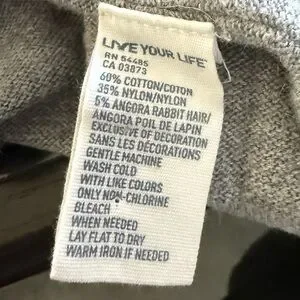 LIVE YOUR LIFE™
RN 54485
CA 03873
60% COTTON/COTON
35% NYLON/NYLON
5% ANGORA RABBIT HAIR/
ANGORA POIL DE LAPIN
EXCLUSIVE OF DECORATION
SANS LES DÉCORATIONS
GENTLE MACHINE
WASH COLD
WITH LIKE COLORS
ONLY NON-CHLORINE
BLEACH
WHEN NEEDED
LAY FLAT TO DRY
WARM IRON IF NEEDED